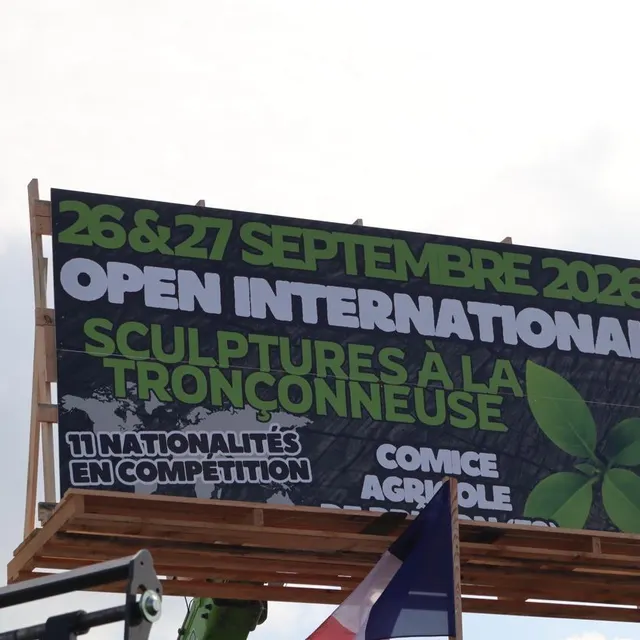 26&27 SEPTEMBRE 2026
OPEN INTERNATIONAL
SCULPTURES À LA
TRONÇONNEUSE
11 NATIONALITÉS
EN COMPÉTITION
COMICE
AGRICOLE